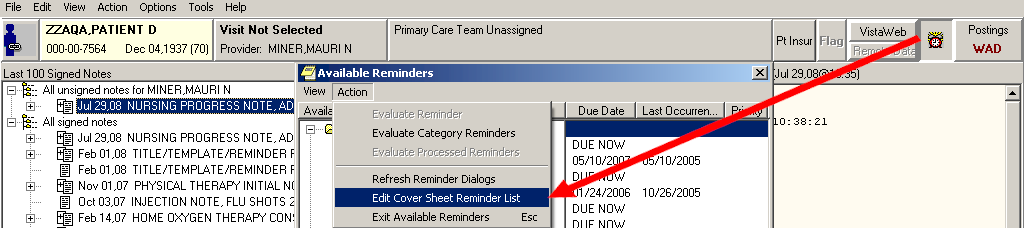 File Edit View Action Options Tools Help
ZZAQA,PATIENT D
000-00-7564 Dec 04,1937 (70)
Visit Not Selected
Provider: MINER,MAURI N
Primary Care Team Unassigned
Pt Insur
Flag
VistaWeb
Remote Data
Postings
WAD
Last 100 Signed Notes
All unsigned notes for MINER,MAURI N
Jul 29,08 NURSING PROGRESS NOTE, AD
All signed notes
Jul 29,08 NURSING PROGRESS NOTE, AD
Feb 01,08 TITLE/TEMPLATE/REMINDER F
Feb 01,08 TITLE/TEMPLATE/REMINDER F
Nov 01,07 PHYSICAL THERAPY INITIAL NO
Oct 03,07 INJECTION NOTE, FLU SHOTS 2
Feb 14,07 HOME OXYGEN THERAPY CONS
Available Reminders
View Action
Availa
Evaluate Reminder
Evaluate Category Reminders
Evaluate Processed Reminders
Refresh Reminder Dialogs
Edit Cover Sheet Reminder List
Exit Available Reminders Esc
Due Date Last Occurren... Priority
DUE NOW
05/10/2007 05/10/2005
DUE NOW
01/24/2006 10/26/2005
DUE NOW
DUE NOW
Jul 29,08@
10:38:21